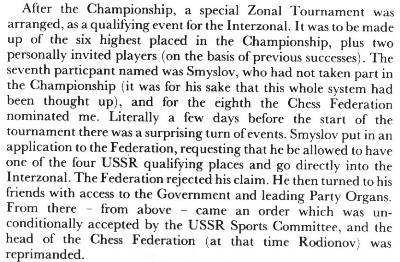 After the Championship, a special Zonal Tournament was
arranged, as a qualifying event for the Interzonal. It was to be made
up of the six highest placed in the Championship, plus two
personally invited players (on the basis of previous successes). The
seventh particpant named was Smyslov, who had not taken part in
the Championship (it was for his sake that this whole system had
been thought up), and for the eighth the Chess Federation
nominated me. Literally a few days before the start of the
tournament there was a surprising turn of events. Smyslov put in an
application to the Federation, requesting that he be allowed to have
one of the four USSR qualifying places and go directly into the
Interzonal. The Federation rejected his claim. He then turned to his
friends with access to the Government and leading Party Organs.
From there – from above – came an order which was un-
conditionally accepted by the USSR Sports Committee, and the
head of the Chess Federation (at that time Rodionov) was
reprimanded.